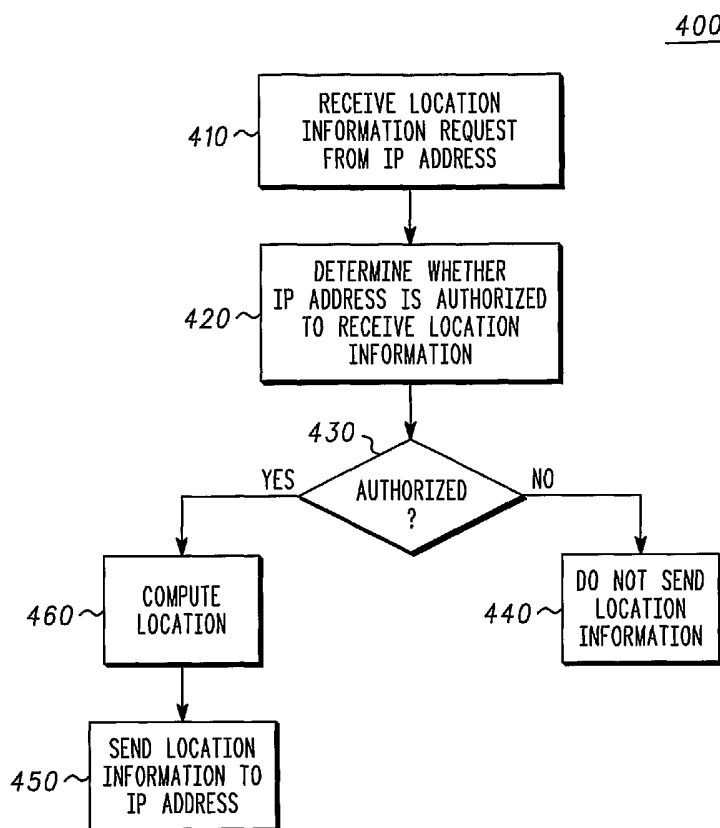 400
RECEIVE LOCATION
INFORMATION REQUEST
FROM IP ADDRESS
410
DETERMINE WHETHER
IP ADDRESS IS AUTHORIZED
TO RECEIVE LOCATION
INFORMATION
420
430
AUTHORIZED
?
YES
NO
COMPUTE
LOCATION
460
DO NOT SEND
LOCATION
INFORMATION
440
SEND LOCATION
INFORMATION TO
IP ADDRESS
450